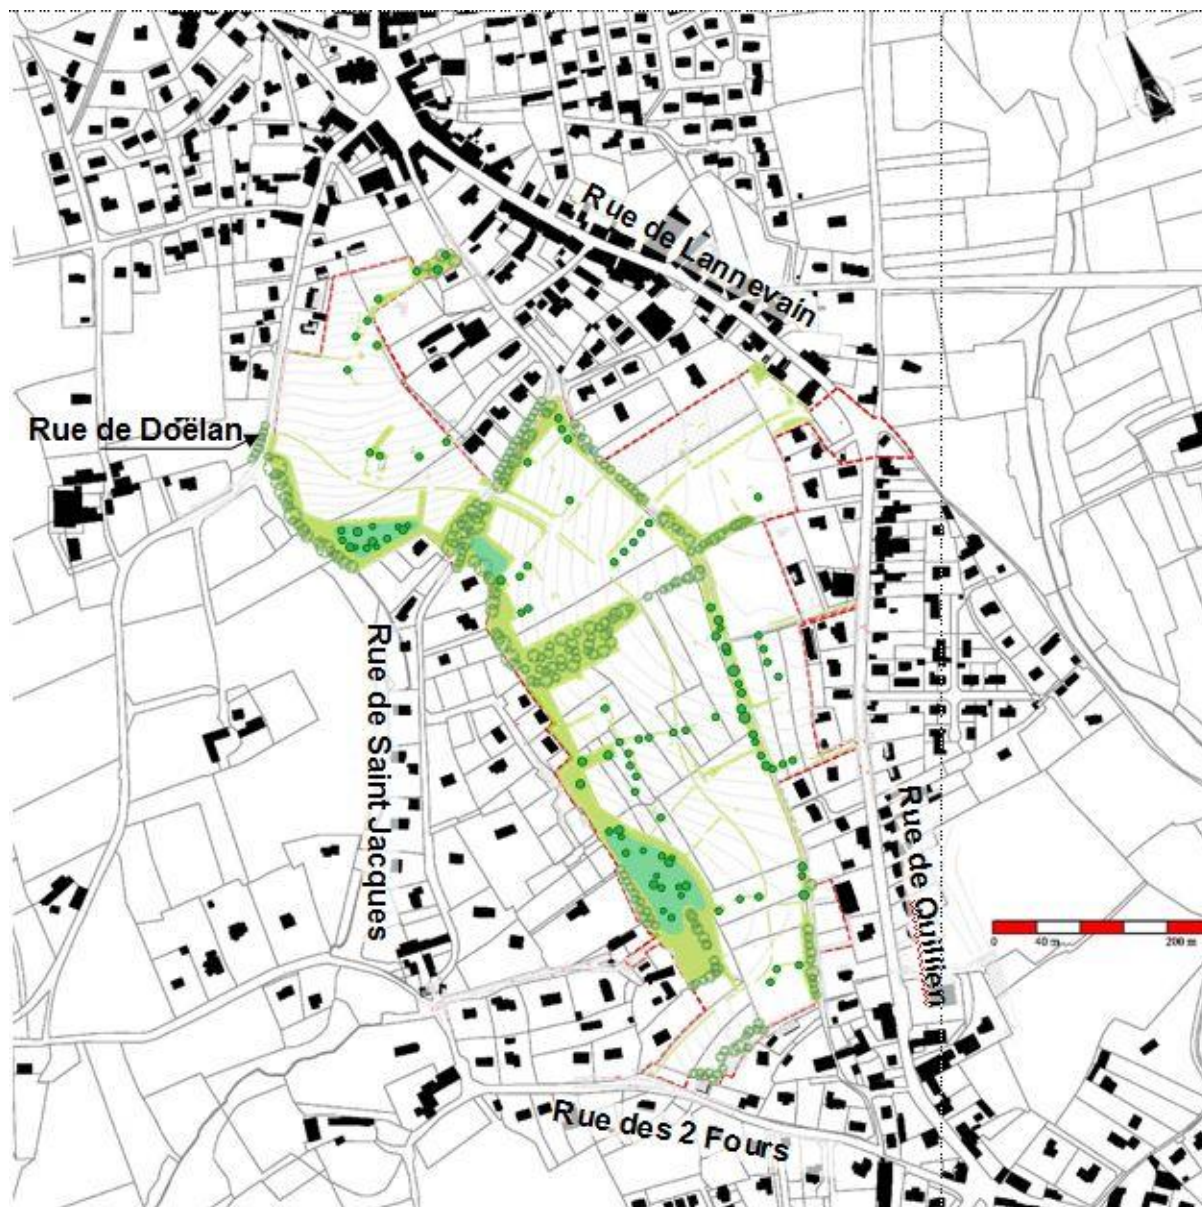 Rue de Lannevain
Rue de Doëlan
Rue de Saint Jacques
Rue de Quillien
0 40 m 200 m
Rue des 2 Fours